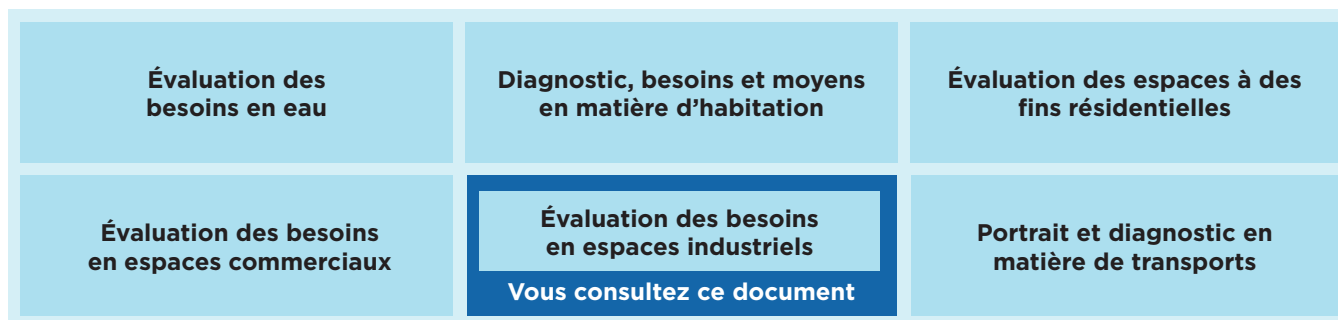 Évaluation des
besoins en eau
Diagnostic, besoins et moyens
en matière d'habitation
Évaluation des espaces à des
fins résidentielles
Évaluation des besoins
en espaces commerciaux
Évaluation des besoins
en espaces industriels
Vous consultez ce document
Portrait et diagnostic en
matière de transports